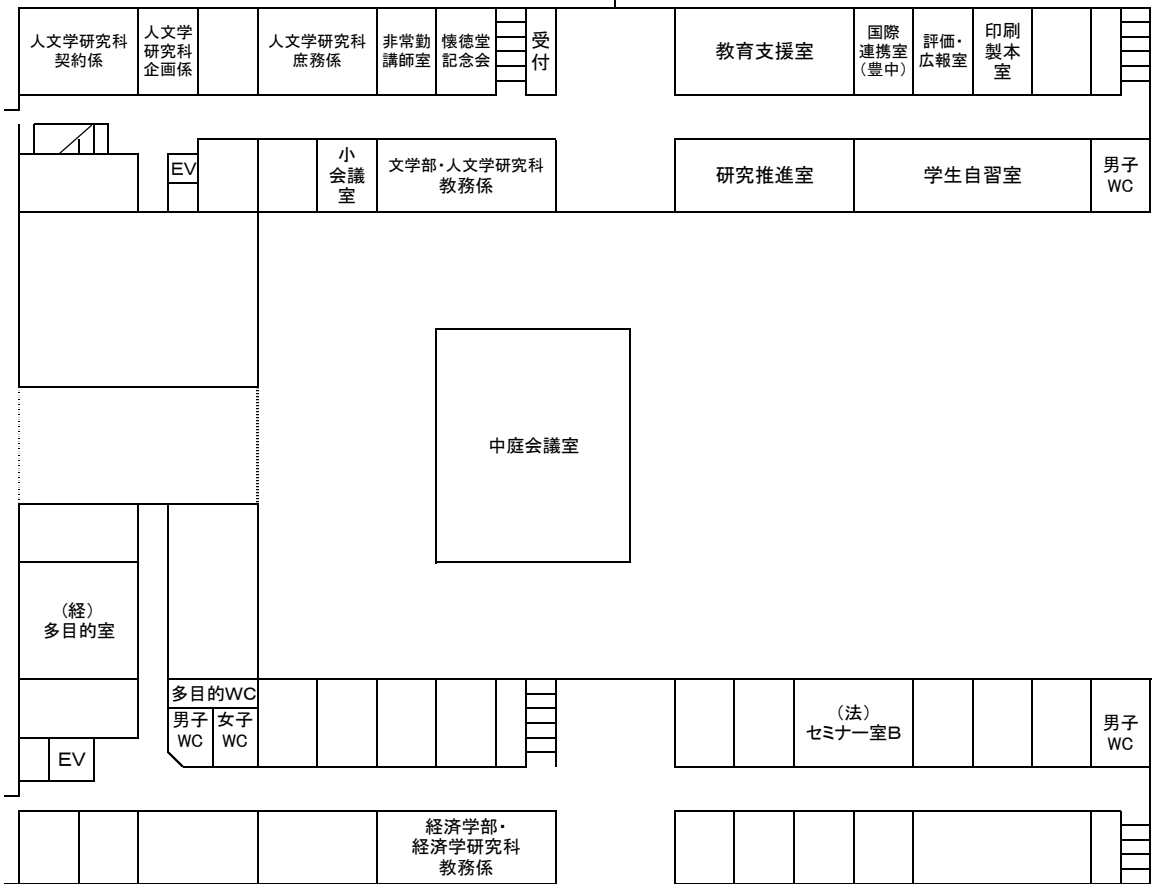 人文学研究科
契約係
人文学
研究科
企画係
人文学研究科
庶務係
非常勤
講師室
懐徳堂
記念会
受
付
教育支援室
国際
連携室
(豊中)
評価・
広報室
印刷
製本
室
EV
小
会議
室
文学部・人文学研究科
教務係
研究推進室
学生自習室
男子
WC
中庭会議室
(経)
多目的室
多目的WC
男子
WC
女子
WC
EV
(法)
セミナー室B
男子
WC
経済学部・
経済学研究科
教務係